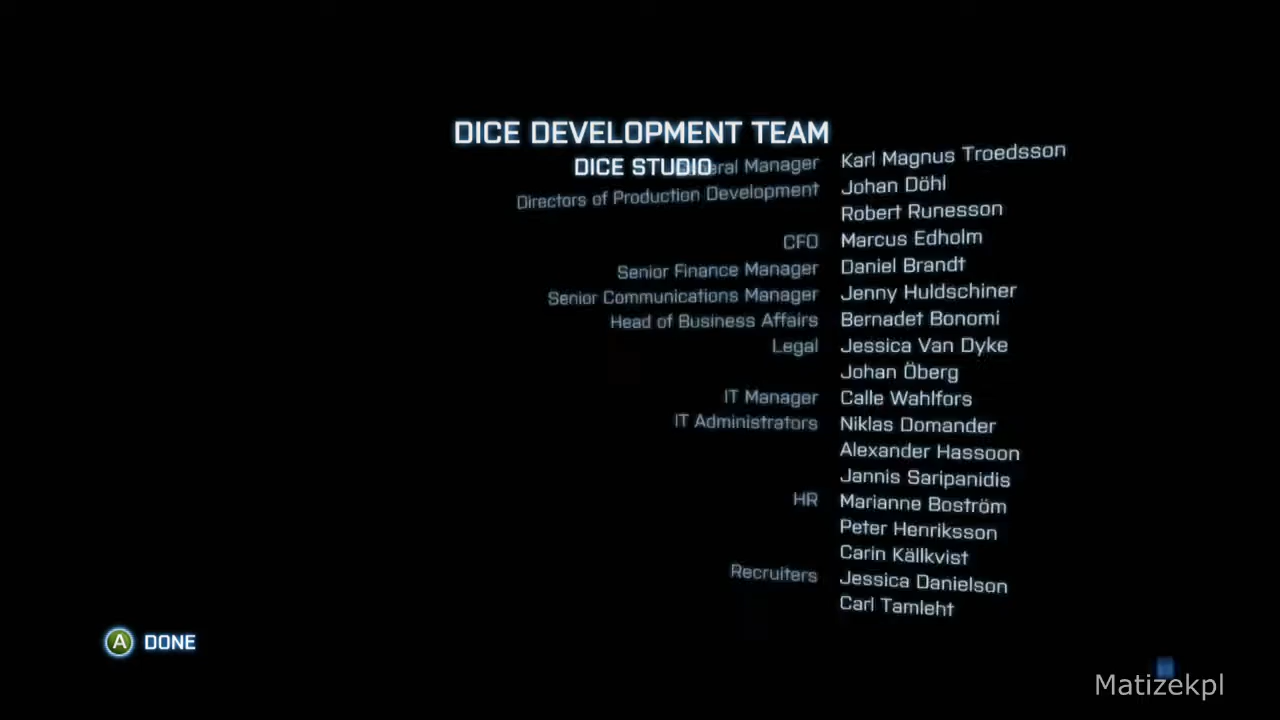 DICE DEVELOPMENT TEAM
DICE STUDIO
General Manager Karl Magnus Troedsson
Directors of Production Development Johan Döhl
Robert Runesson
CFO Marcus Edholm
Senior Finance Manager Daniel Brandt
Senior Communications Manager Jenny Huldschiner
Head of Business Affairs Bernadet Bonomi
Legal Jessica Van Dyke
Johan Öberg
IT Manager Calle Wahlfors
IT Administrators Niklas Domander
Alexander Hassoon
Jannis Saripanidis
HR Marianne Boström
Peter Henriksson
Carin Källkvist
Recruiters Jessica Danielson
Carl Tamleht
A DONE
Matizekpl